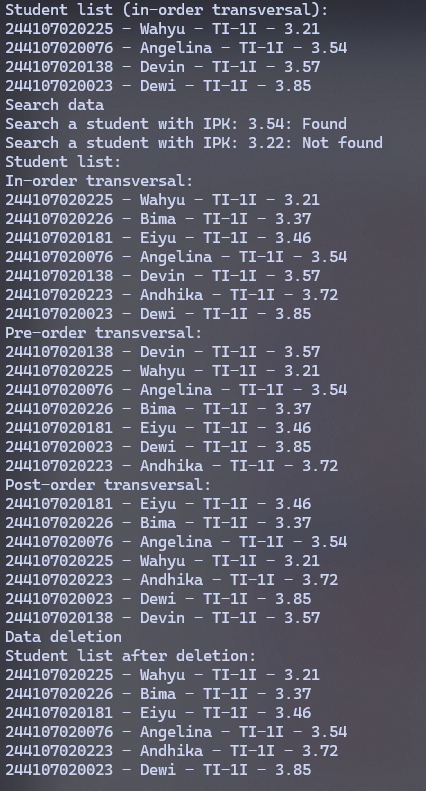 Student list (in-order transversal):
244107020225 - Wahyu - TI-1I - 3.21
244107020076 - Angelina - TI-1I - 3.54
244107020138 - Devin - TI-1I - 3.57
244107020023 - Dewi - TI-1I - 3.85
Search data
Search a student with IPK: 3.54: Found
Search a student with IPK: 3.22: Not found
Student list:
In-order transversal:
244107020225 - Wahyu - TI-1I - 3.21
244107020226 - Bima - TI-1I - 3.37
244107020181 - Eiyu - TI-1I - 3.46
244107020076 - Angelina - TI-1I - 3.54
244107020138 - Devin - TI-1I - 3.57
244107020223 - Andhika - TI-1I - 3.72
244107020023 - Dewi - TI-1I - 3.85
Pre-order transversal:
244107020138 - Devin - TI-1I - 3.57
244107020225 - Wahyu - TI-1I - 3.21
244107020076 - Angelina - TI-1I - 3.54
244107020226 - Bima - TI-1I - 3.37
244107020181 - Eiyu - TI-1I - 3.46
244107020023 - Dewi - TI-1I - 3.85
244107020223 - Andhika - TI-1I - 3.72
Post-order transversal:
244107020181 - Eiyu - TI-1I - 3.46
244107020226 - Bima - TI-1I - 3.37
244107020076 - Angelina - TI-1I - 3.54
244107020225 - Wahyu - TI-1I - 3.21
244107020223 - Andhika - TI-1I - 3.72
244107020023 - Dewi - TI-1I - 3.85
244107020138 - Devin - TI-1I - 3.57
Data deletion
Student list after deletion:
244107020225 - Wahyu - TI-1I - 3.21
244107020226 - Bima - TI-1I - 3.37
244107020181 - Eiyu - TI-1I - 3.46
244107020076 - Angelina - TI-1I - 3.54
244107020223 - Andhika - TI-1I - 3.72
244107020023 - Dewi - TI-1I - 3.85